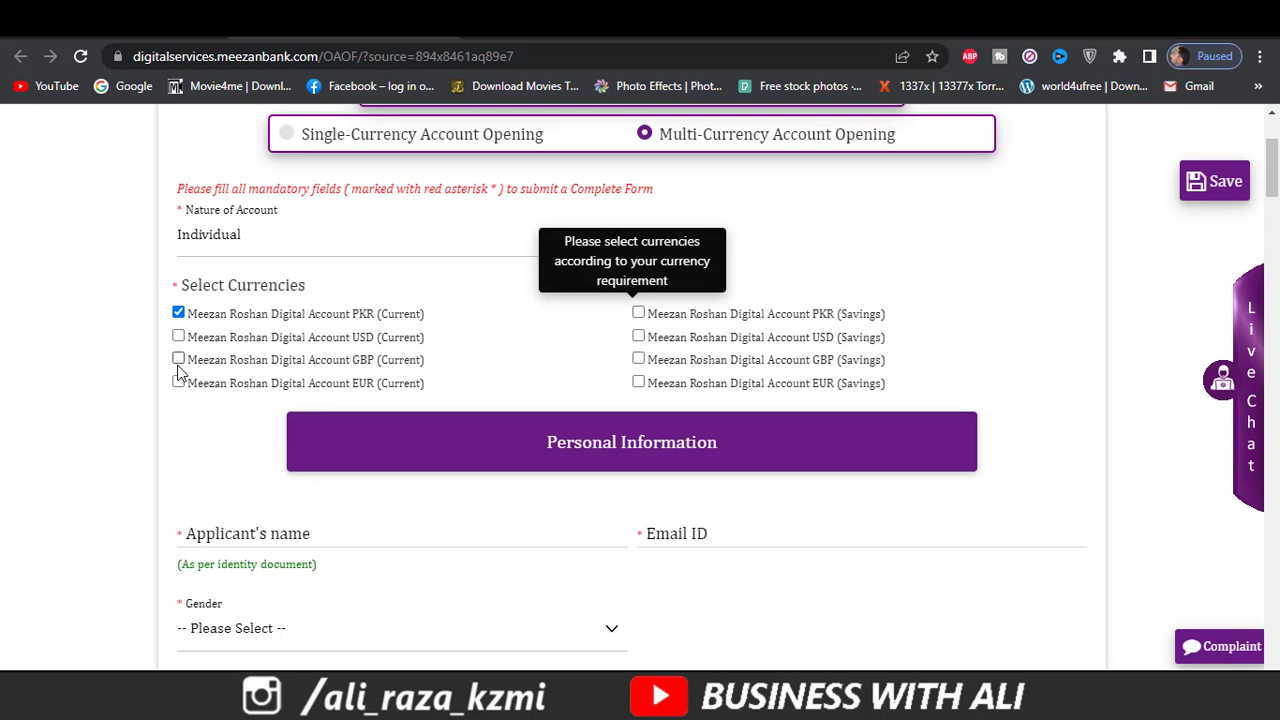 digitalservices.meezanbank.com/OAOF/?source=894x8461aq89e7
ABP
Paused
YouTube
Google
Movie4me | Downl...
Facebook – log in o...
Download Movies T...
Photo Effects | Phot...
Free stock photos ·...
1337x | 13377x Torr...
world4ufree | Down...
Gmail
»
Single-Currency Account Opening
Multi-Currency Account Opening
Please fill all mandatory fields ( marked with red asterisk * ) to submit a Complete Form
Save
* Nature of Account
Individual
Please select currencies
according to your currency
requirement
* Select Currencies
Meezan Roshan Digital Account PKR (Current)
Meezan Roshan Digital Account PKR (Savings)
Meezan Roshan Digital Account USD (Current)
Meezan Roshan Digital Account USD (Savings)
Meezan Roshan Digital Account GBP (Current)
Meezan Roshan Digital Account GBP (Savings)
Meezan Roshan Digital Account EUR (Current)
Meezan Roshan Digital Account EUR (Savings)
Live Chat
Personal Information
* Applicant's name
* Email ID
(As per identity document)
* Gender
-- Please Select --
Complaint
/ali_raza_kzmi
BUSINESS WITH ALI